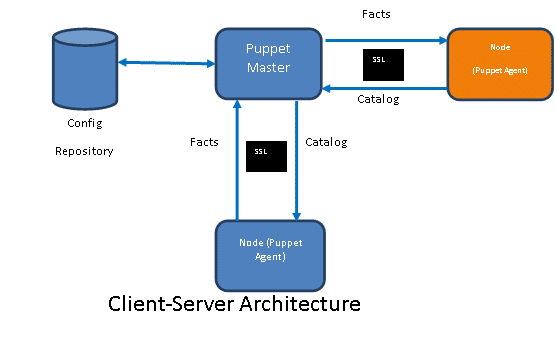 Facts
Puppet
Master
SSL
Node
(Puppet Agent)
Catalog
Config
Repository
Facts
SSL
Catalog
Node (Puppet
Agent)
Client-Server Architecture